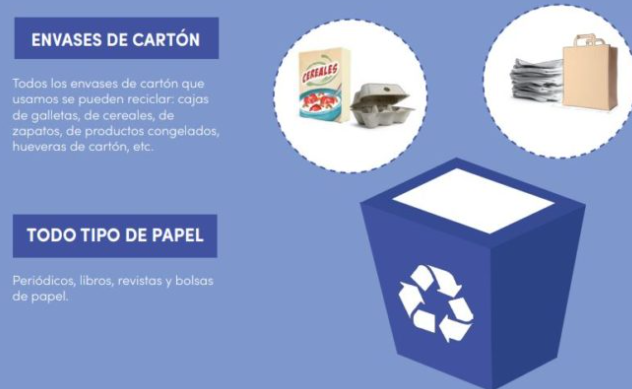 ENVASES DE CARTÓN
Todos los envases de cartón que
usamos se pueden reciclar: cajas
de galletas, de cereales, de
zapatos, de productos congelados,
hueveras de cartón, etc.
CEREALES
TODO TIPO DE PAPEL
Periódicos, libros, revistas y bolsas
de papel.